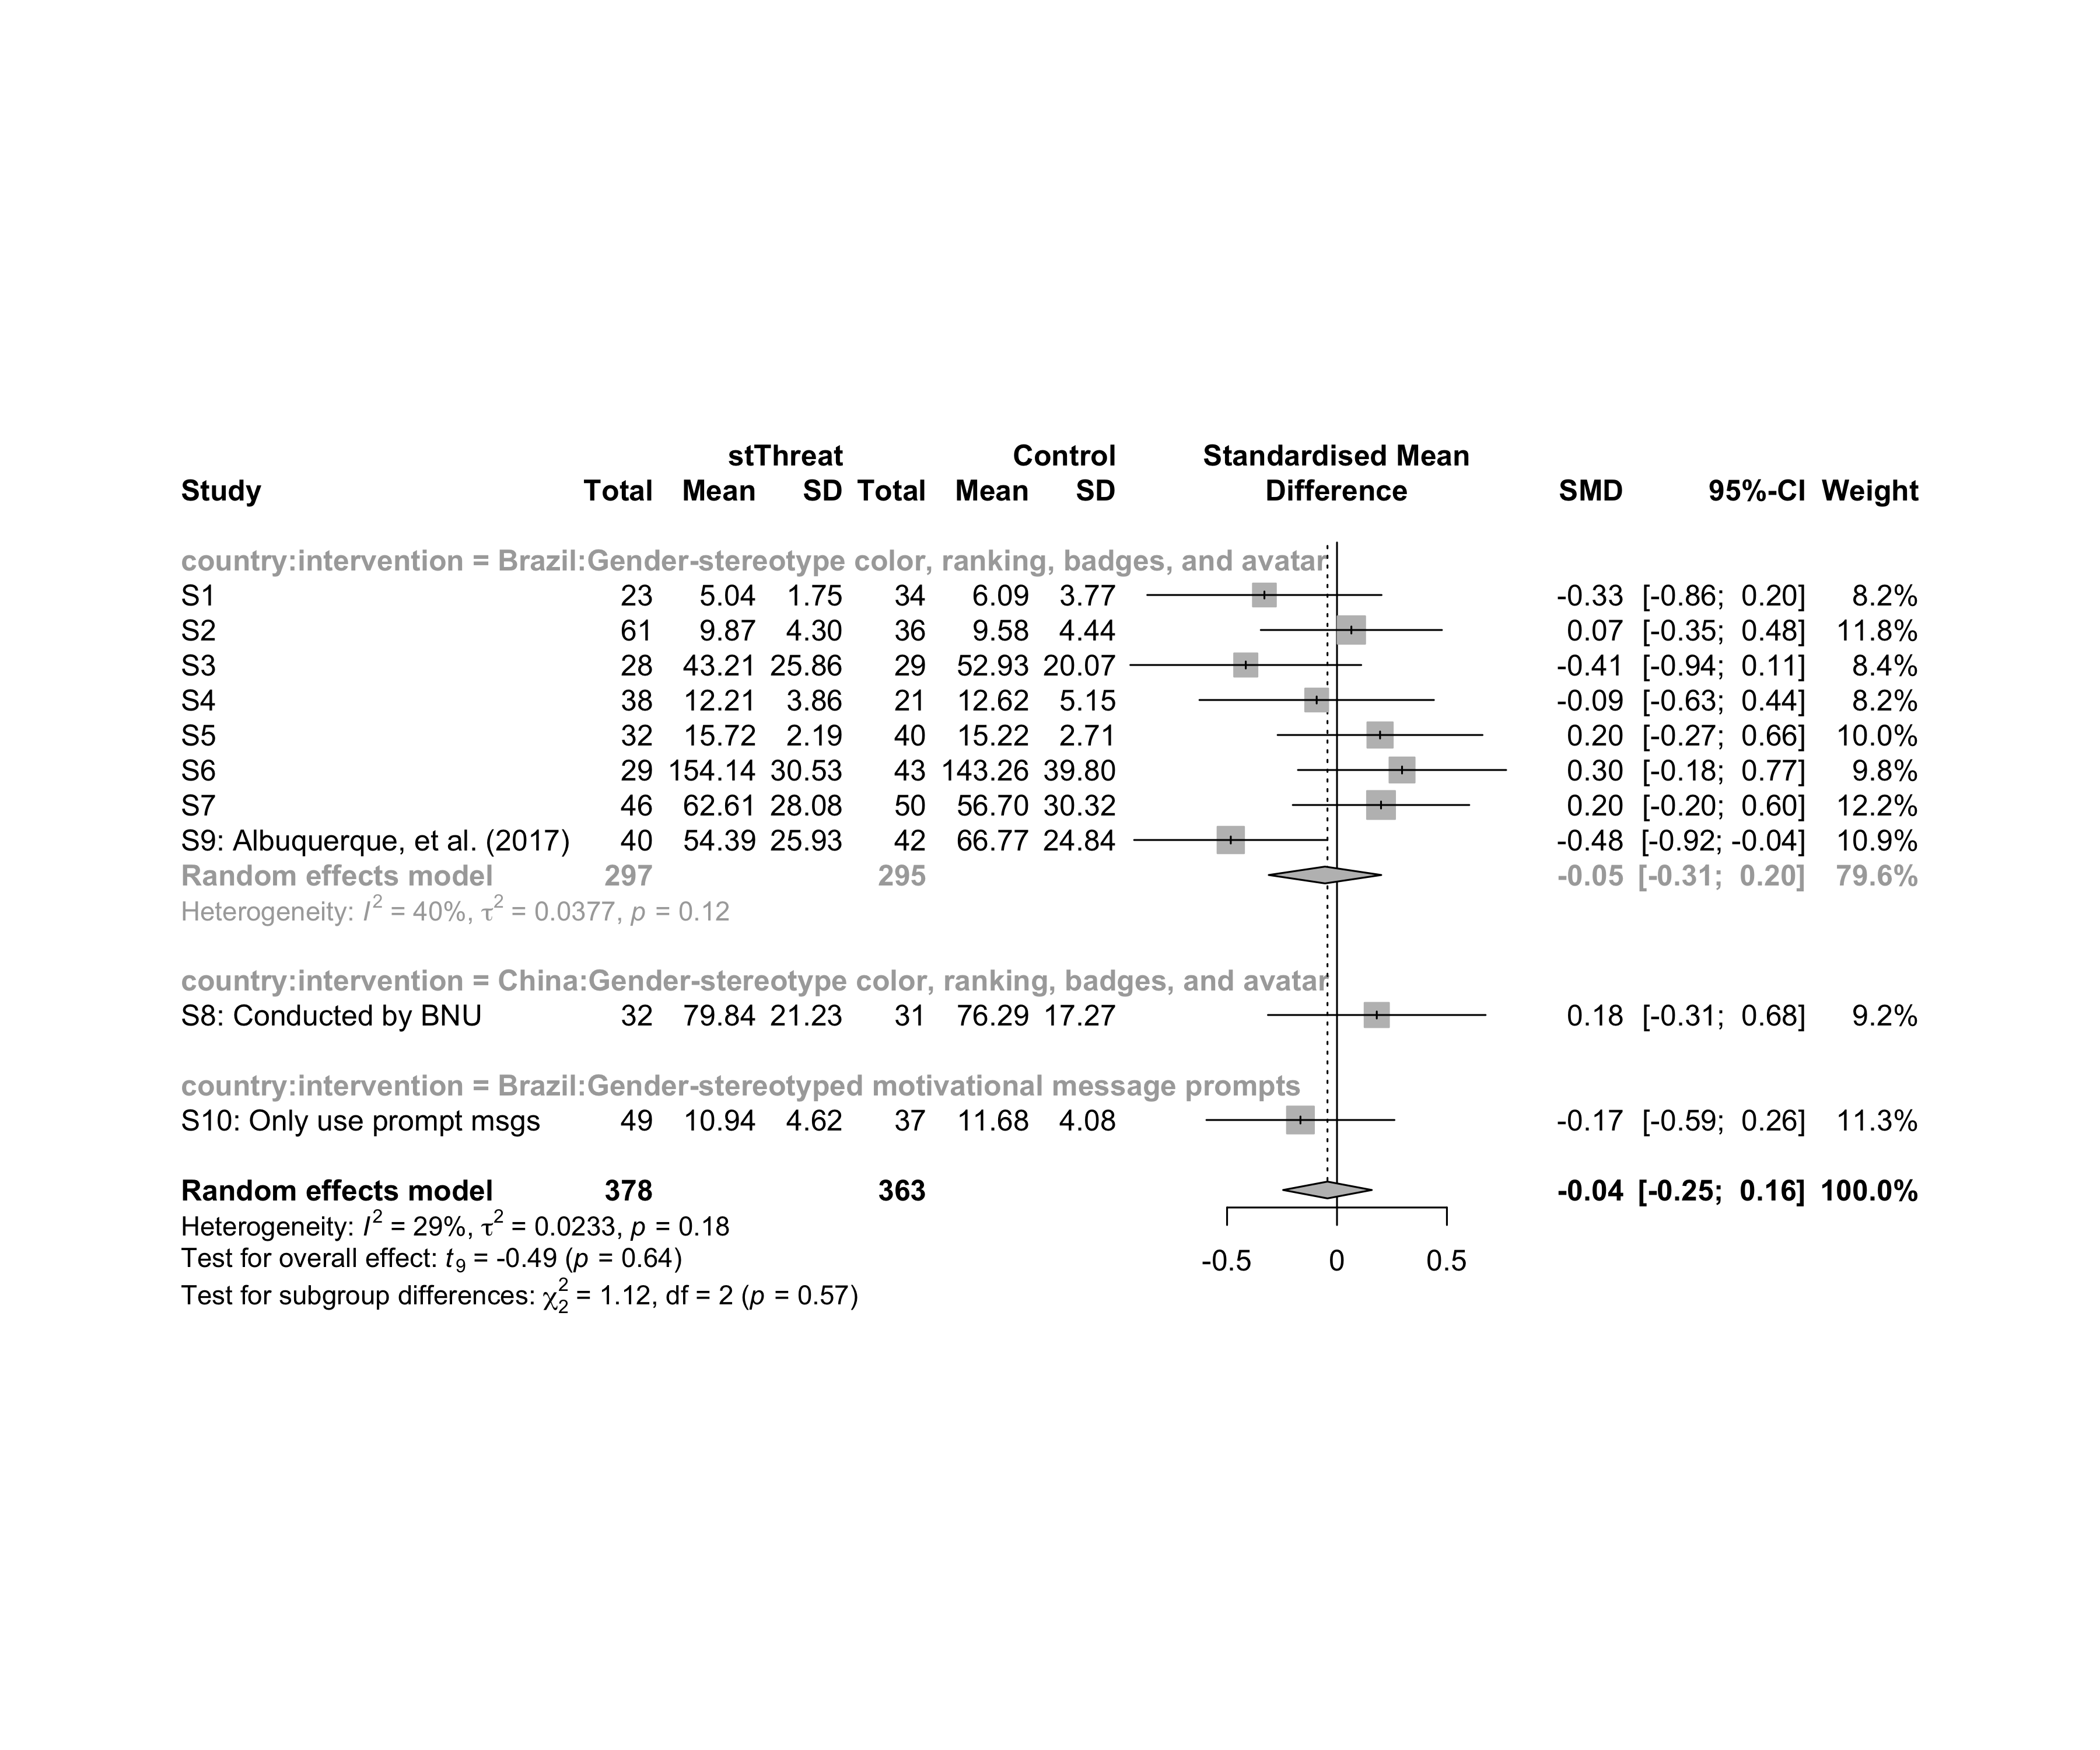 stThreat Control Standardised Mean
Study Total Mean SD Total Mean SD Difference SMD 95%-CI Weight
country:intervention = Brazil:Gender-stereotype color, ranking, badges, and avatar
S1 23 5.04 1.75 34 6.09 3.77 -0.33 [-0.86; 0.20] 8.2%
S2 61 9.87 4.30 36 9.58 4.44 0.07 [-0.35; 0.48] 11.8%
S3 28 43.21 25.86 29 52.93 20.07 -0.41 [-0.94; 0.11] 8.4%
S4 38 12.21 3.86 21 12.62 5.15 -0.09 [-0.63; 0.44] 8.2%
S5 32 15.72 2.19 40 15.22 2.71 0.20 [-0.27; 0.66] 10.0%
S6 29 154.14 30.53 43 143.26 39.80 0.30 [-0.18; 0.77] 9.8%
S7 46 62.61 28.08 50 56.70 30.32 0.20 [-0.20; 0.60] 12.2%
S9: Albuquerque, et al. (2017) 40 54.39 25.93 42 66.77 24.84 -0.48 [-0.92; -0.04] 10.9%
Random effects model 297 295 -0.05 [-0.31; 0.20] 79.6%
Heterogeneity: I² = 40%, τ² = 0.0377, p = 0.12
country:intervention = China:Gender-stereotype color, ranking, badges, and avatar
S8: Conducted by BNU 32 79.84 21.23 31 76.29 17.27 0.18 [-0.31; 0.68] 9.2%
country:intervention = Brazil:Gender-stereotyped motivational message prompts
S10: Only use prompt msgs 49 10.94 4.62 37 11.68 4.08 -0.17 [-0.59; 0.26] 11.3%
Random effects model 378 363 -0.04 [-0.25; 0.16] 100.0%
Heterogeneity: I² = 29%, τ² = 0.0233, p = 0.18
Test for overall effect: t₉ = -0.49 (p = 0.64)
-0.5 0 0.5
Test for subgroup differences: χ²₂ = 1.12, df = 2 (p = 0.57)